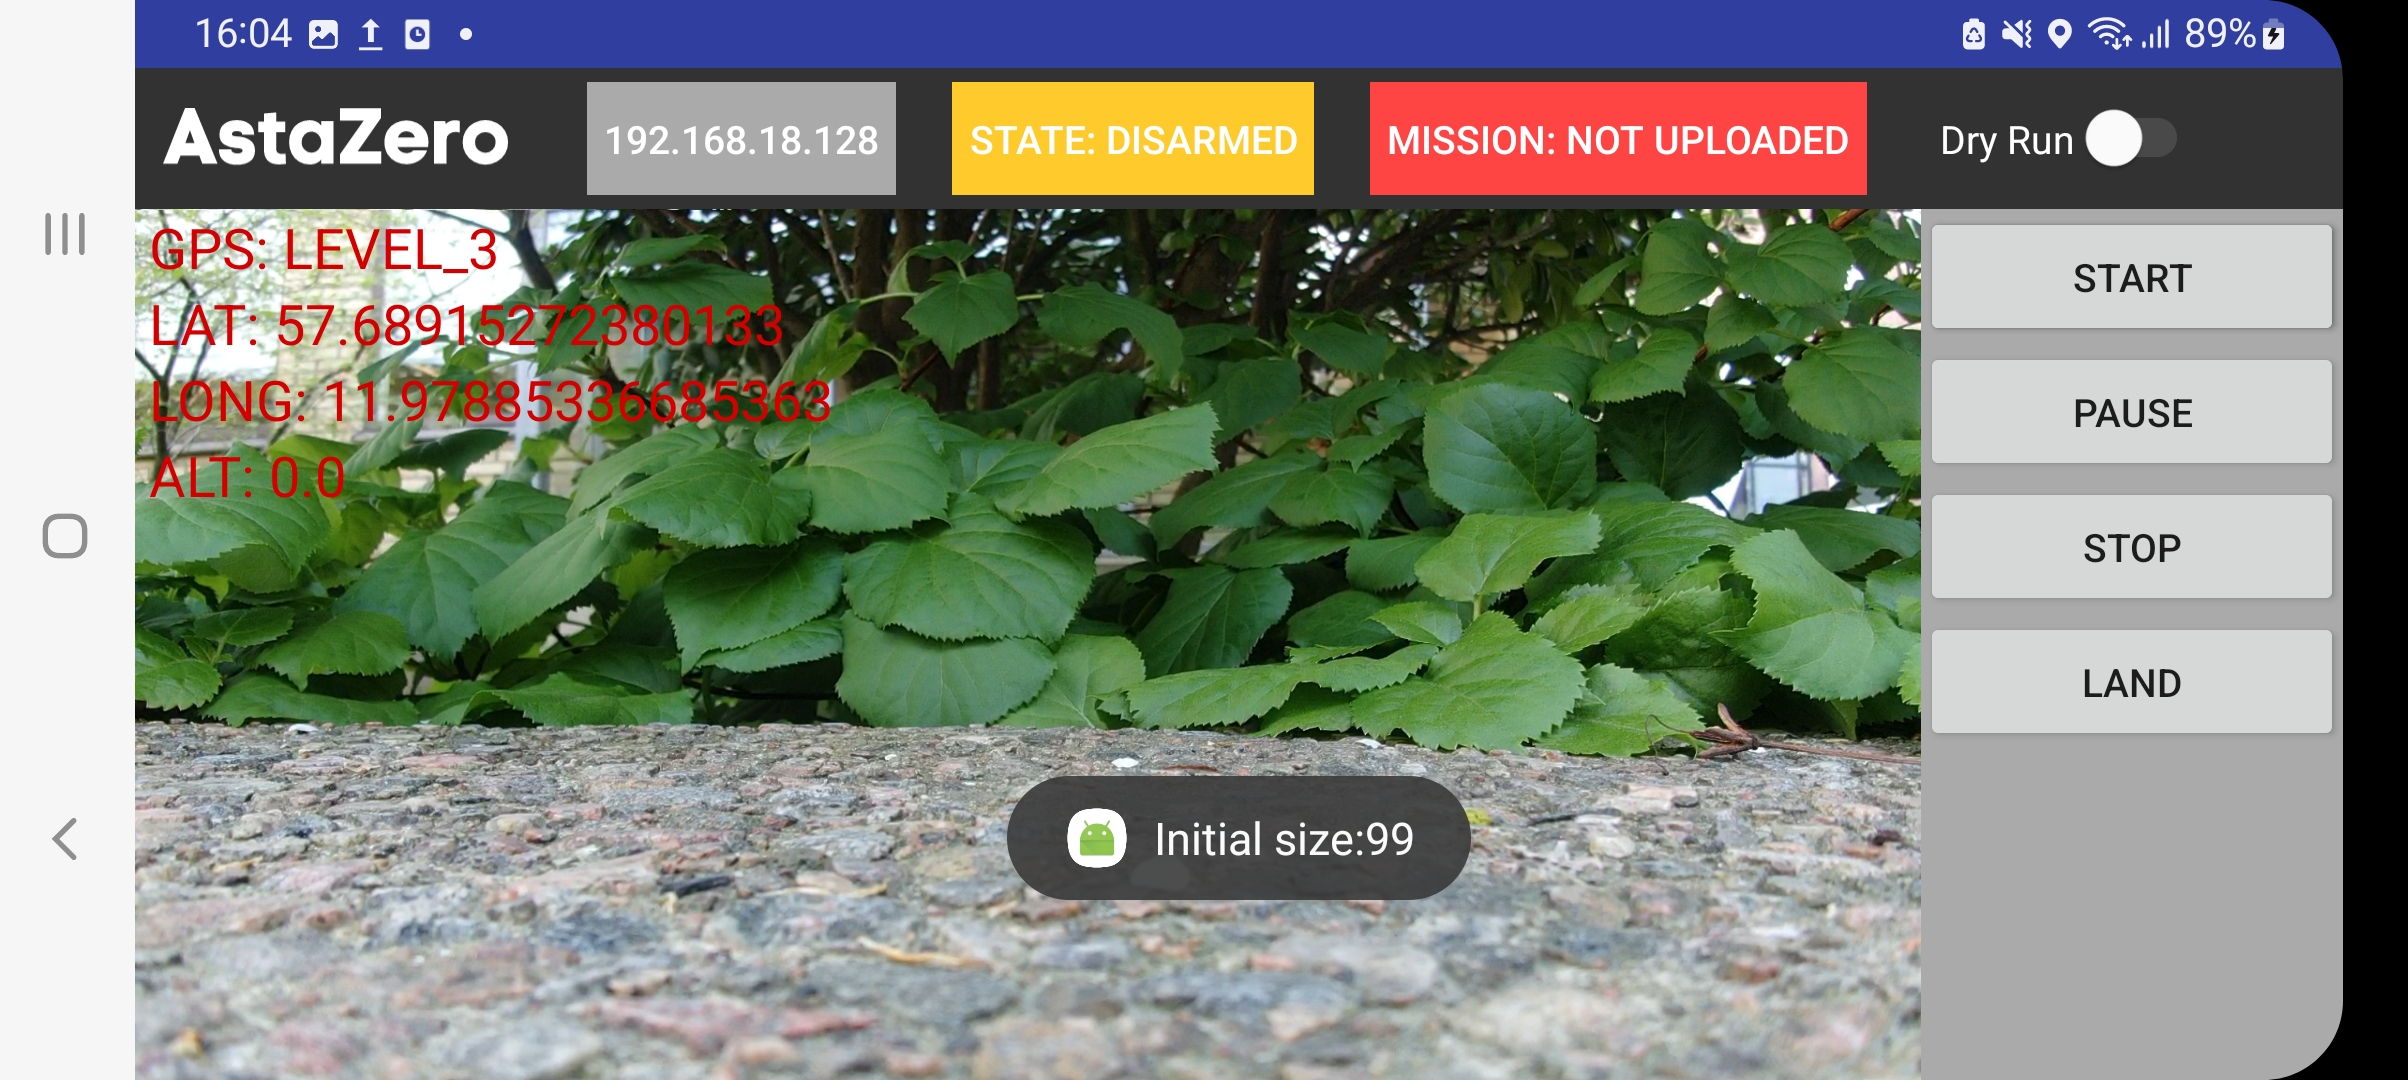 16:04
89%
AstaZero
192.168.18.128
STATE: DISARMED
MISSION: NOT UPLOADED
Dry Run
GPS: LEVEL_3
LAT: 57.68915272380133
LONG: 11.97885336685363
ALT: 0.0
START
PAUSE
STOP
LAND
Initial size:99